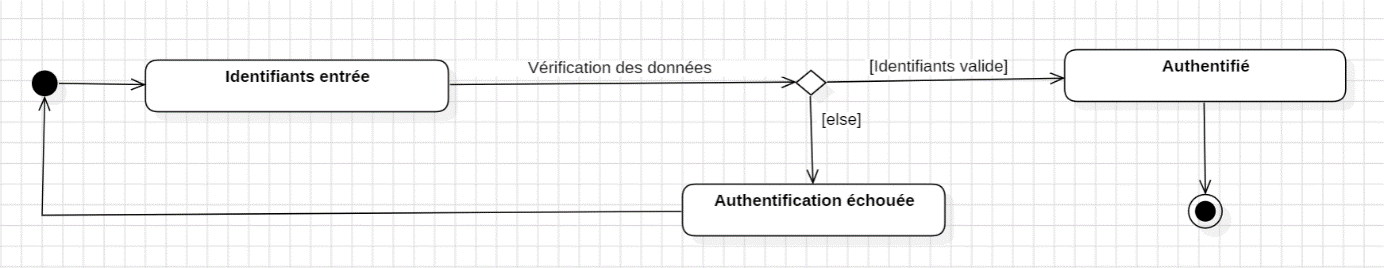 Identifiants entrée
Vérification des données
[Identifiants valide]
Authentifié
[else]
Authentification échouée